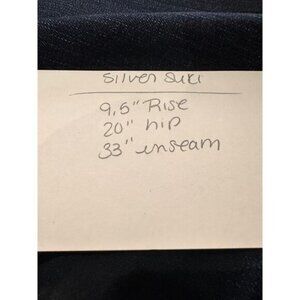 Silver Suki
9.5" Rise
20" hip
33" inseam